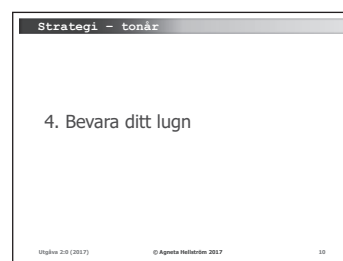 Strategi – tonår
4. Bevara ditt lugn
Utgåva 2:0 (2017) © Agneta Hellström 2017 10